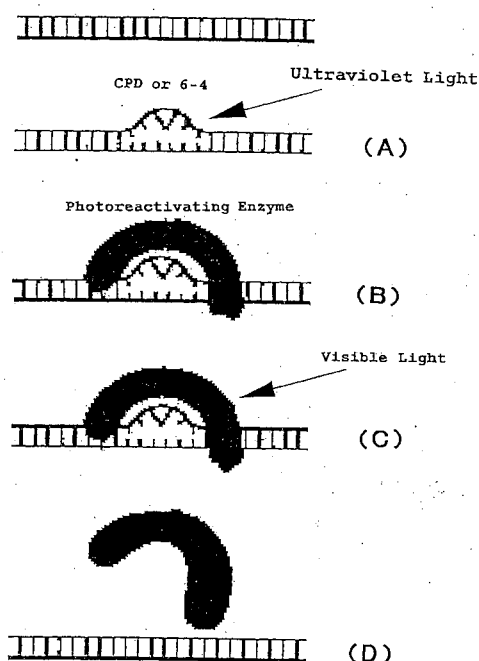 CPD or 6-4
Ultraviolet Light
(A)
Photoreactivating Enzyme
(B)
Visible Light
(C)
(D)